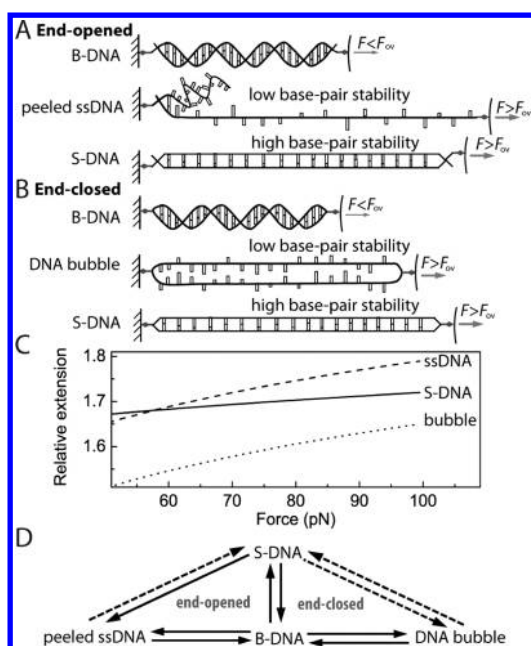 A End-opened
B-DNA F<Fov
peeled ssDNA low base-pair stability F>Fov
high base-pair stability F>Fov
S-DNA
B End-closed
B-DNA F<Fov
low base-pair stability
DNA bubble F>Fov
high base-pair stability F>Fov
S-DNA
C
1.8 ssDNA
S-DNA
1.7
bubble
1.6
Relative extension
60 70 80 90 100
Force (pN)
D
S-DNA
end-opened end-closed
peeled ssDNA B-DNA DNA bubble